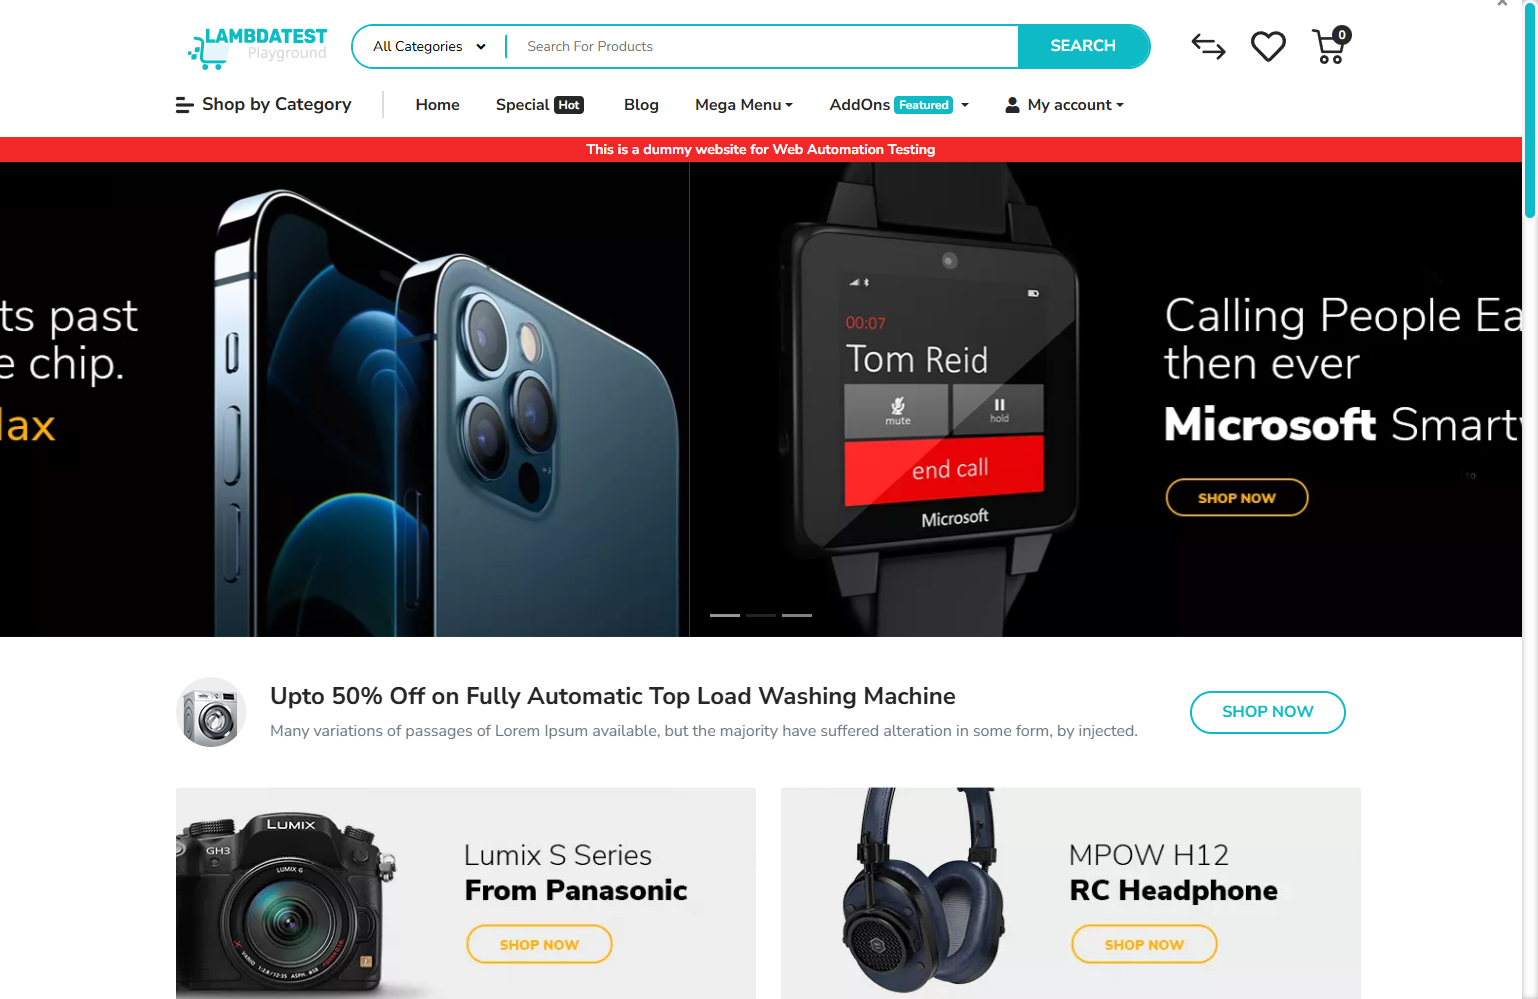 LAMBDATEST
Playground
All Categories
Search For Products
SEARCH
0
Shop by Category
Home
Special Hot
Blog
Mega Menu
AddOns Featured
My account
This is a dummy website for Web Automation Testing
ts past
e chip.
ax
00:07
Tom Reid
mute
hold
end call
Microsoft
Calling People Ea
then ever
Microsoft Smart
SHOP NOW
Upto 50% Off on Fully Automatic Top Load Washing Machine
Many variations of passages of Lorem Ipsum available, but the majority have suffered alteration in some form, by injected.
SHOP NOW
LUMIX
GH3
LUMIX G
Lumix S Series
From Panasonic
SHOP NOW
MPOW H12
RC Headphone
SHOP NOW